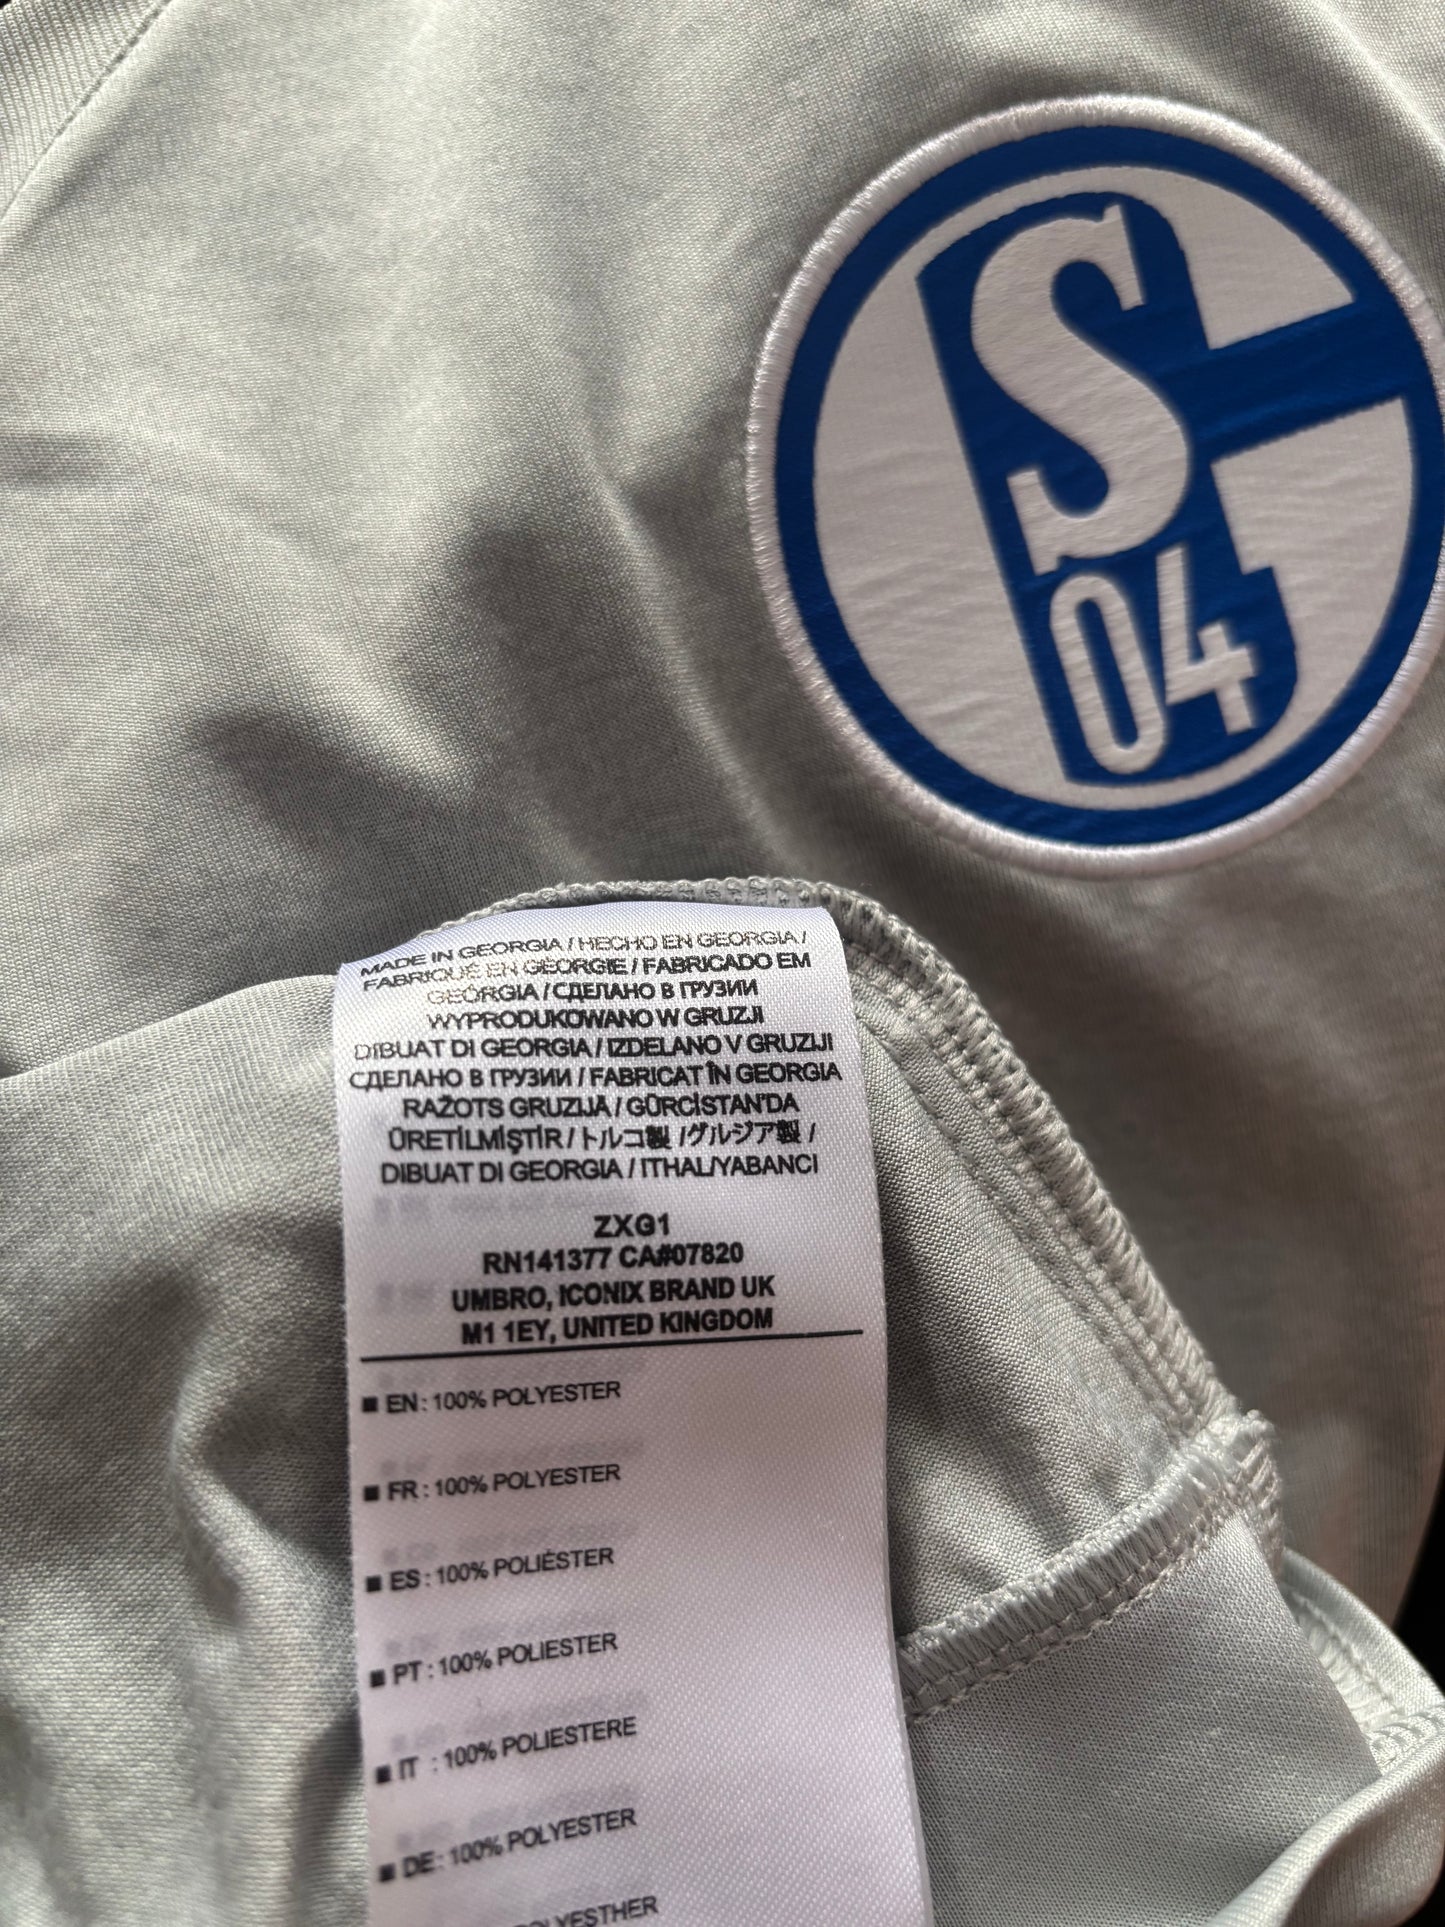 S
04
MADE IN GEORGIA / HECHO EN GEORGIA /
FABRIQUÉ EN GÉORGIE / FABRICADO EM
GEÓRGIA / СДЕЛАНО В ГРУЗИИ
WYPRODUKOWANO W GRUZJI
DIBUAT DI GEORGIA / IZDELANO V GRUZIJI
СДЕЛАНО В ГРУЗИИ / FABRICAT ÎN GEORGIA
RAŽOTS GRUZIJA / GÜRCİSTAN'DA
ÜRETİLMİŞTİR / トルコ製 / グルジア製 /
DIBUAT DI GEORGIA / ITHAL/YABANCI
ZXG1
RN141377 CA#07820
UMBRO, ICONIX BRAND UK
M1 1EY, UNITED KINGDOM
EN : 100% POLYESTER
FR : 100% POLYESTER
ES : 100% POLIÉSTER
PT : 100% POLIESTER
IT : 100% POLIESTERE
DE : 100% POLYESTER